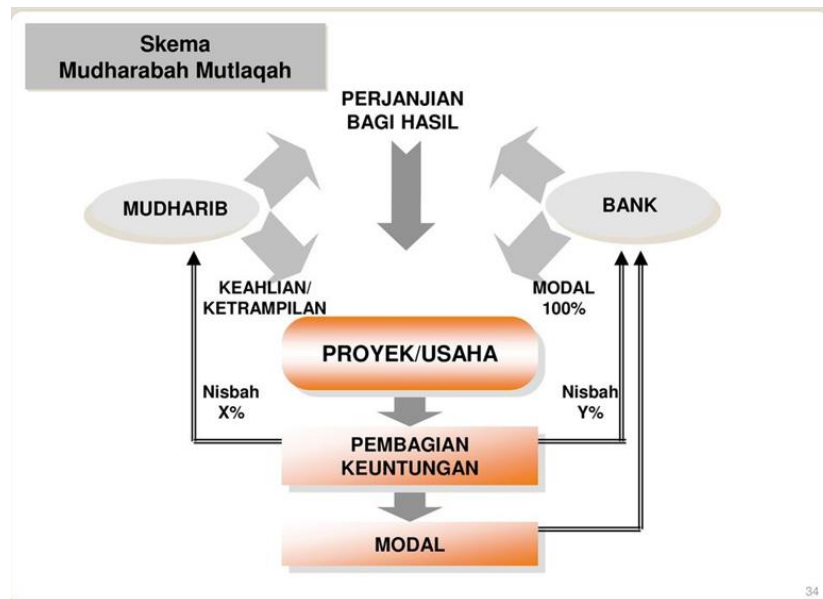 Skema
Mudharabah Mutlaqah
PERJANJIAN
BAGI HASIL
MUDHARIB
BANK
KEAHLIAN/
KETRAMPILAN
MODAL
100%
PROYEK/USAHA
Nisbah
X%
Nisbah
Y%
PEMBAGIAN
KEUNTUNGAN
MODAL
34